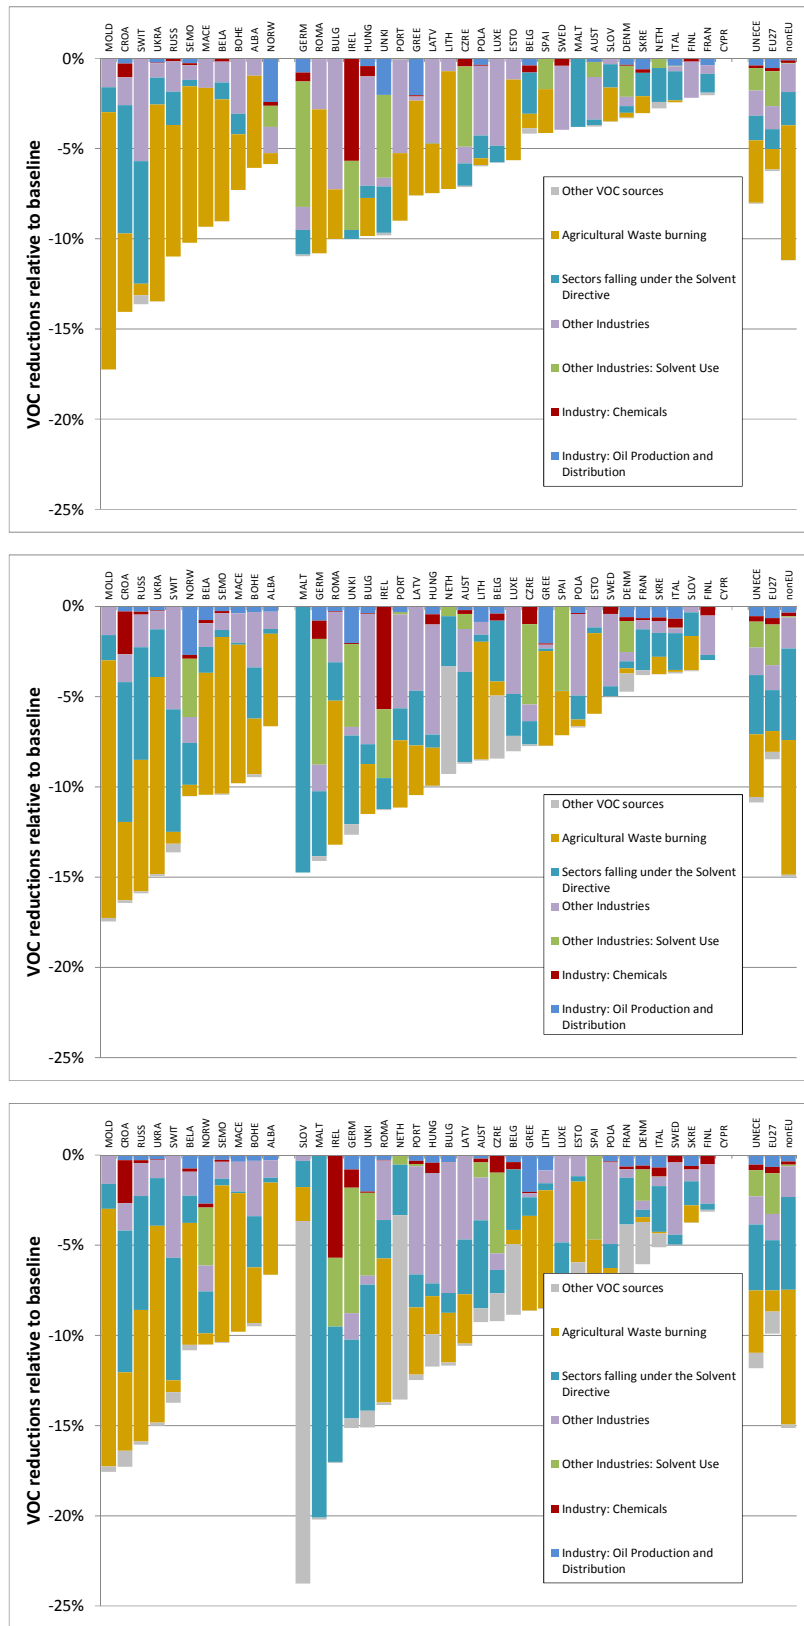 MOLD CROA SWIT UKRA RUSS SEMO MACE BELA BOHE ALBA NORW GERM ROMA BULG IREL HUNG UNKI PORT GREE LATV LITH CZRE POLA LUXE ESTO BELG SPAI SWED MALT AUST SLOV DENM SKRE NETH ITAL FINL FRAN CYPR UNECE EU27 nonEU
VOC reductions relative to baseline
0%
-5%
-10%
-15%
-20%
-25%
Other VOC sources
Agricultural Waste burning
Sectors falling under the Solvent
Directive
Other Industries
Other Industries: Solvent Use
Industry: Chemicals
Industry: Oil Production and
Distribution
MOLD CROA RUSS UKRA SWIT NORW BELA SEMO MACE BOHE ALBA MALT GERM ROMA UNKI BULG IREL PORT LATV HUNG NETH AUST LITH BELG LUXE CZRE GREE SPAI POLA ESTO SWED DENM FRAN SKRE ITAL SLOV FINL CYPR UNECE EU27 nonEU
VOC reductions relative to baseline
0%
-5%
-10%
-15%
-20%
-25%
Other VOC sources
Agricultural Waste burning
Sectors falling under the Solvent
Directive
Other Industries
Other Industries: Solvent Use
Industry: Chemicals
Industry: Oil Production and
Distribution
MOLD CROA RUSS UKRA SWIT BELA NORW SEMO MACE BOHE ALBA SLOV MALT IREL GERM UNKI ROMA NETH PORT HUNG BULG LATV AUST CZRE BELG GREE LITH LUXE ESTO SPAI POLA FRAN DENM ITAL SWED SKRE FINL CYPR UNECE EU27 nonEU
VOC reductions relative to baseline
0%
-5%
-10%
-15%
-20%
-25%
Other VOC sources
Agricultural Waste burning
Sectors falling under the Solvent
Directive
Other Industries
Other Industries: Solvent Use
Industry: Chemicals
Industry: Oil Production and
Distribution